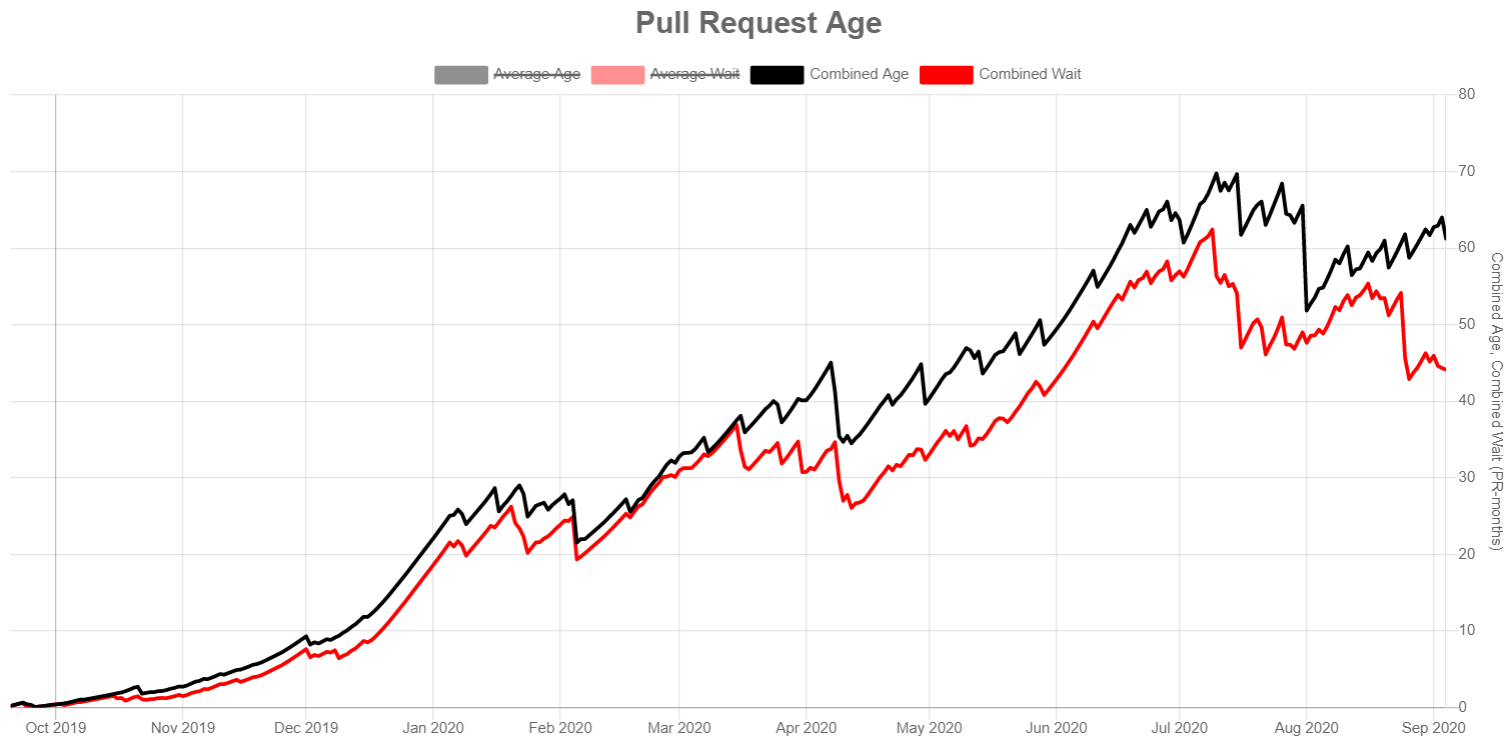 Pull Request Age
Average Age Average Wait Combined Age Combined Wait
80
70
60
50
40
30
20
10
0
Combined Age, Combined Wait (PR-months)
Oct 2019 Nov 2019 Dec 2019 Jan 2020 Feb 2020 Mar 2020 Apr 2020 May 2020 Jun 2020 Jul 2020 Aug 2020 Sep 2020